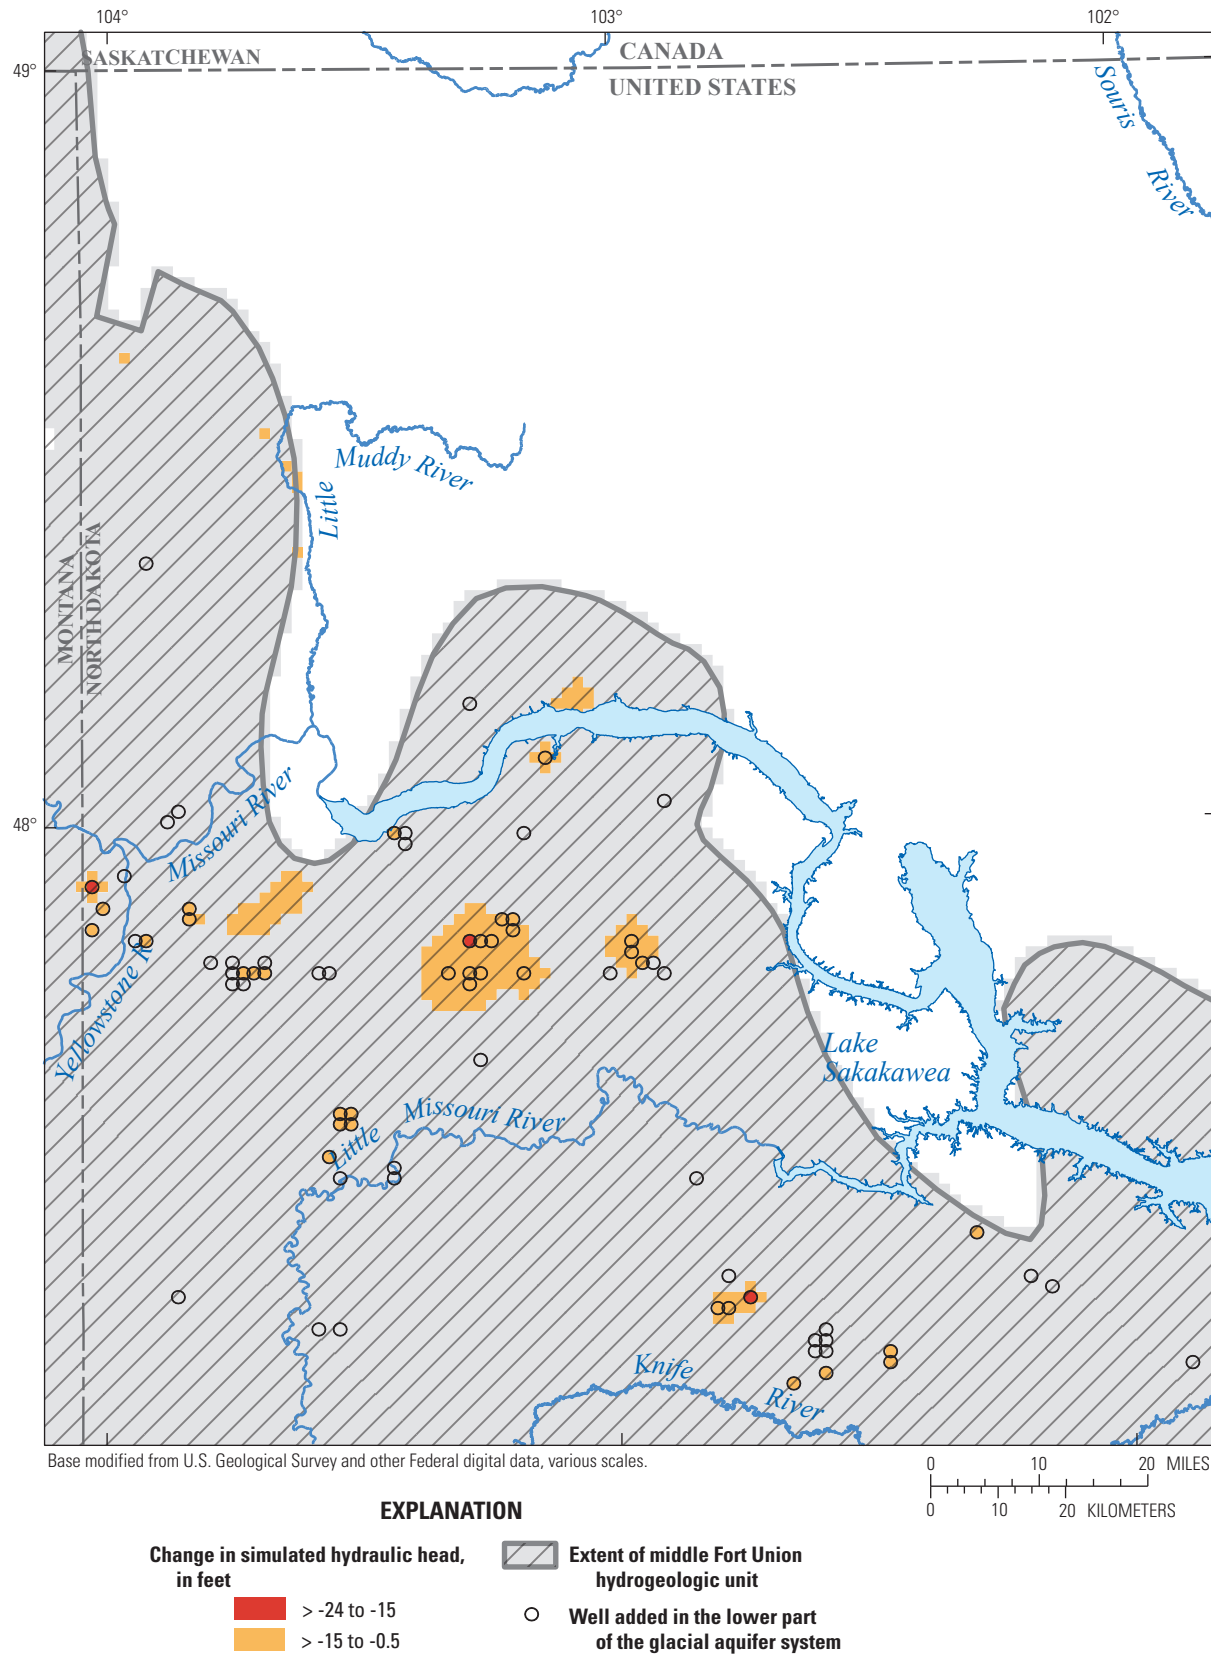 104°
103°
102°
SASKATCHEWAN
CANADA
49°
UNITED STATES
Souris
River
Muddy River
Little
MONTANA
NORTH DAKOTA
Missouri River
48°
Yellowstone R
Lake
Sakakawea
Missouri River
Little
Knife
River
Base modified from U.S. Geological Survey and other Federal digital data, various scales.
0 10 20 MILES
0 10 20 KILOMETERS
EXPLANATION
Change in simulated hydraulic head,
in feet
> -24 to -15
> -15 to -0.5
Extent of middle Fort Union
hydrogeologic unit
Well added in the lower part
of the glacial aquifer system